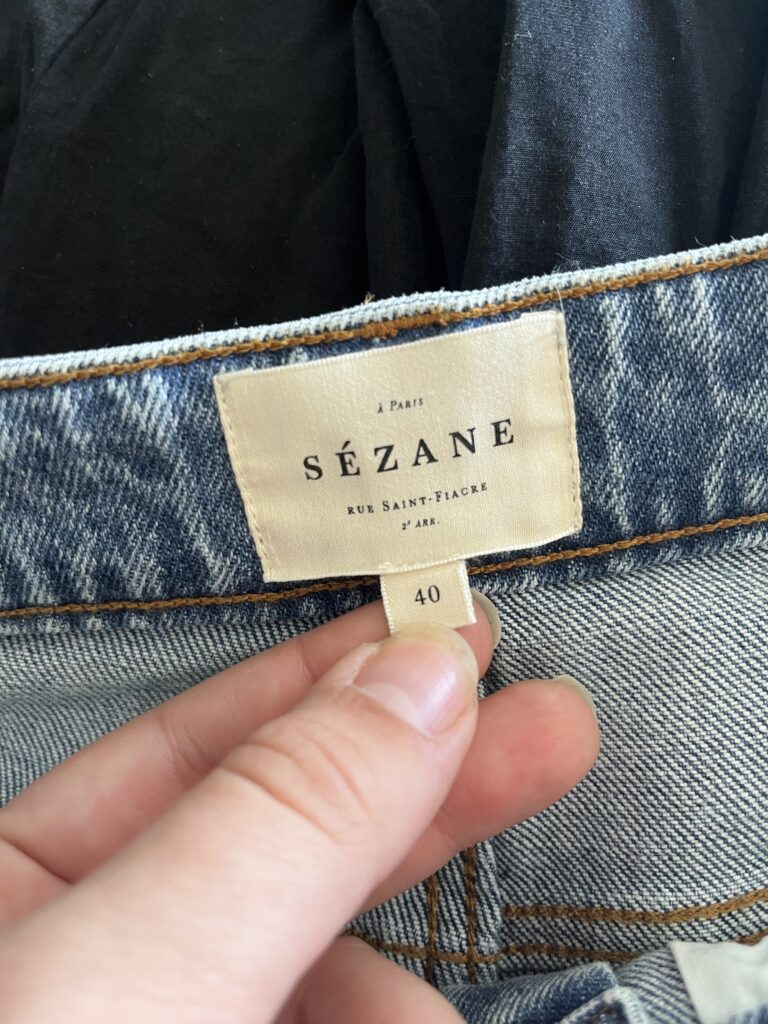 À PARIS
SÉZANE
RUE SAINT-FIACRE
2ᴱ ARR.
40